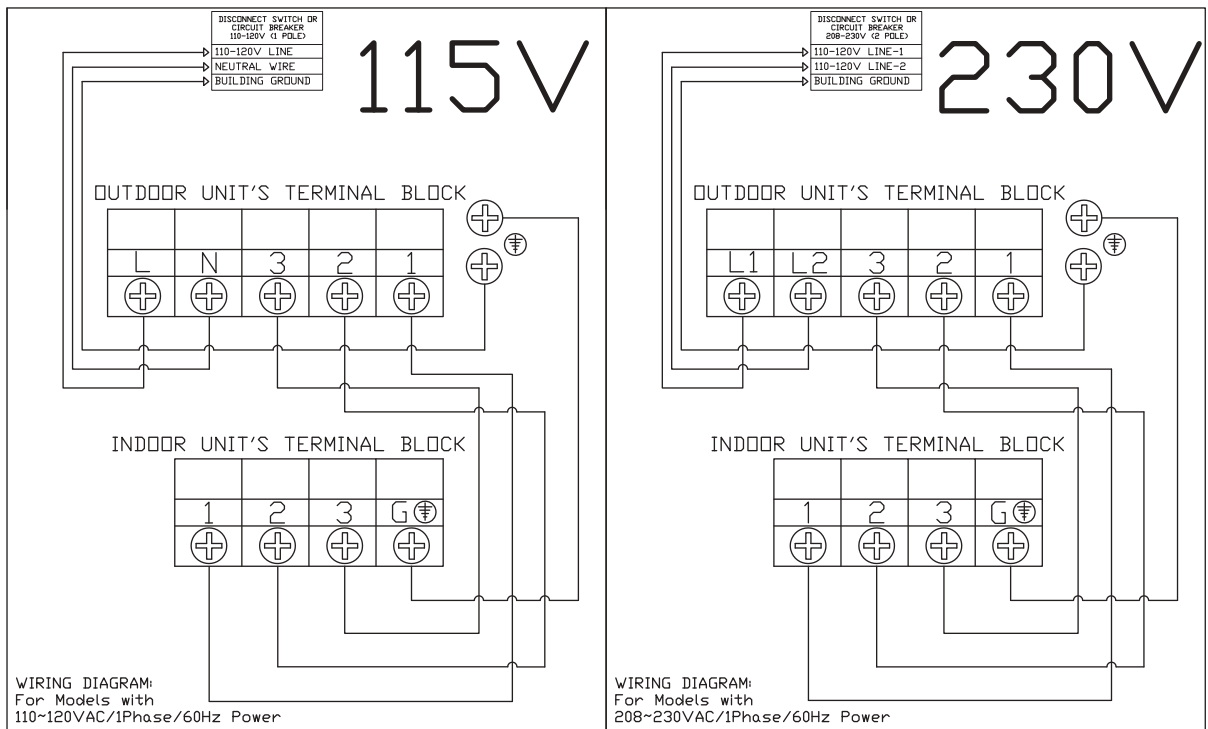 DISCONNECT SWITCH OR
CIRCUIT BREAKER
110-120V (1 POLE)
110-120V LINE
NEUTRAL WIRE
BUILDING GROUND
115V
OUTDOOR UNIT'S TERMINAL BLOCK
L N 3 2 1
INDOOR UNIT'S TERMINAL BLOCK
1 2 3 G
WIRING DIAGRAM:
For Models with
110~120VAC/1Phase/60Hz Power
DISCONNECT SWITCH OR
CIRCUIT BREAKER
208-230V (2 POLE)
110-120V LINE-1
110-120V LINE-2
BUILDING GROUND
230V
OUTDOOR UNIT'S TERMINAL BLOCK
L1 L2 3 2 1
INDOOR UNIT'S TERMINAL BLOCK
1 2 3 G
WIRING DIAGRAM:
For Models with
208~230VAC/1Phase/60Hz Power